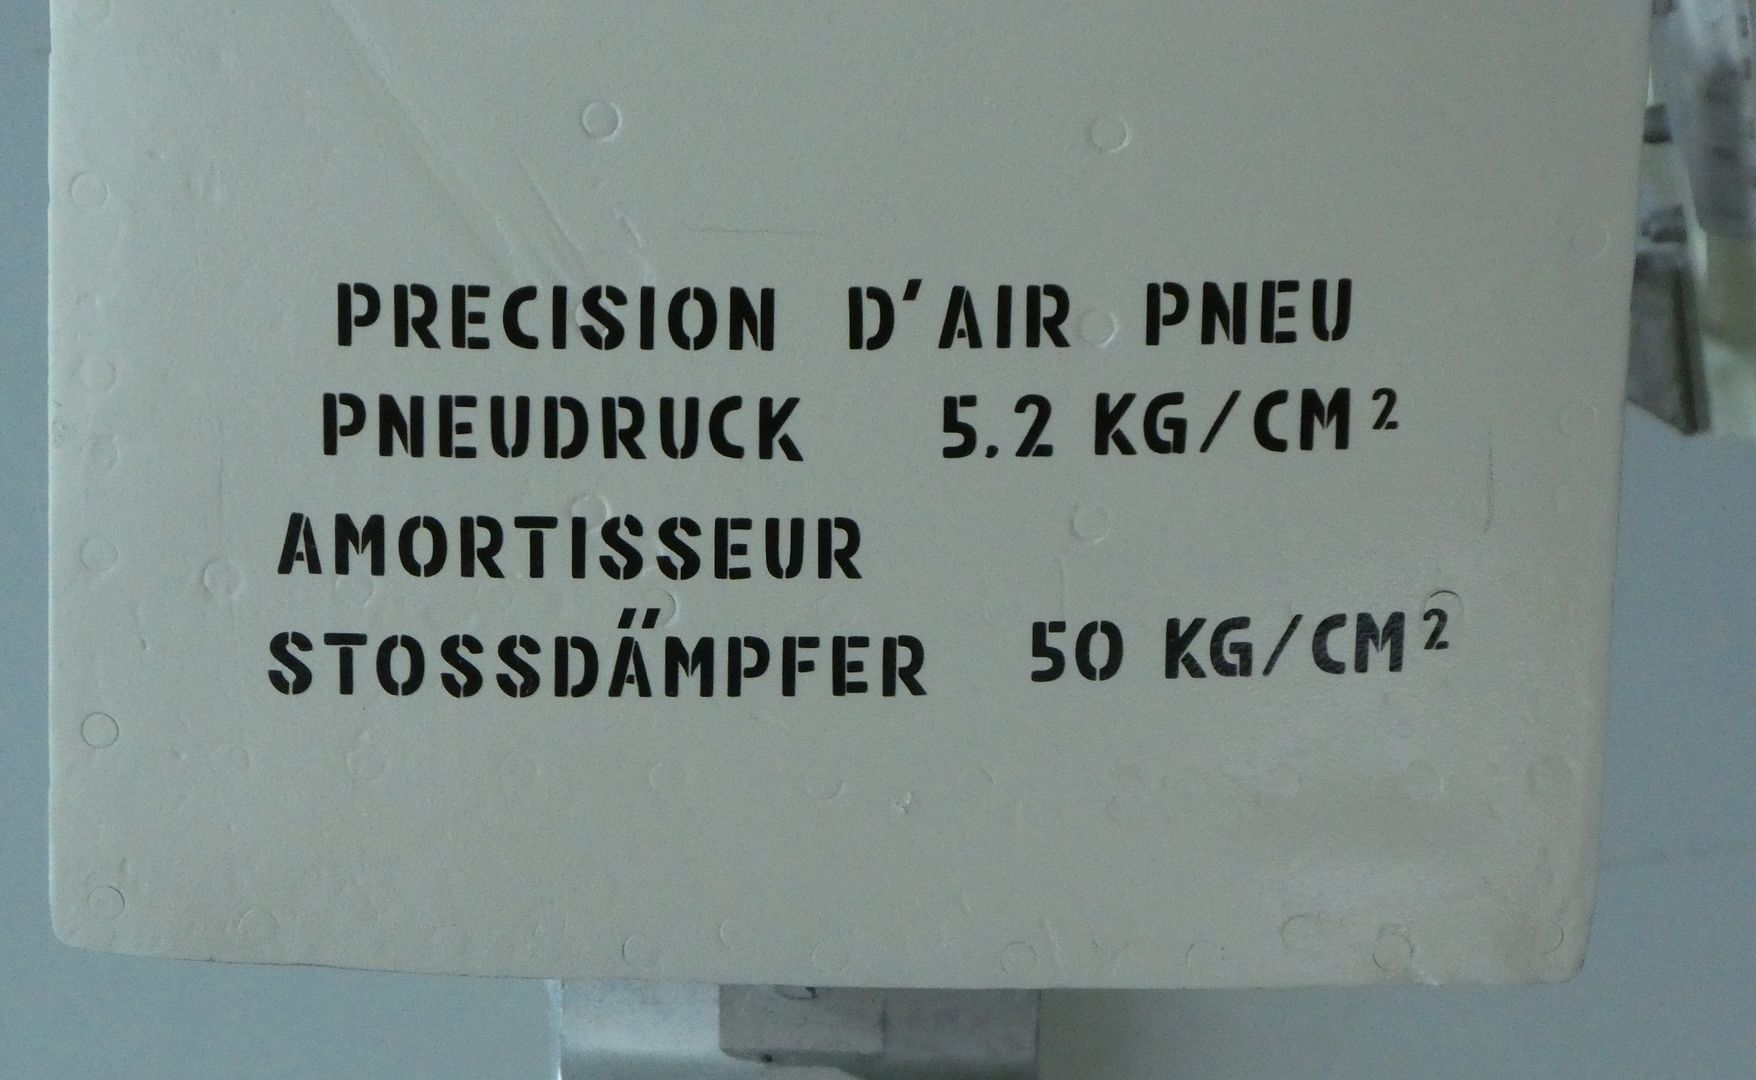 PRECISION D'AIR PNEU
PNEUDRUCK 5.2 KG/CM²
AMORTISSEUR
STOSSDÄMPFER 50 KG/CM²